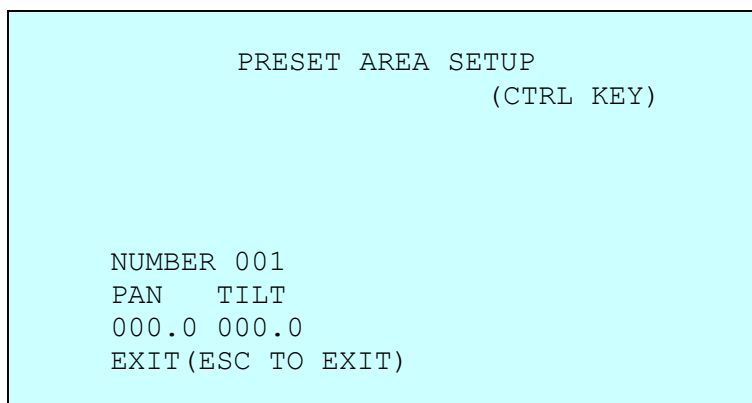 PRESET AREA SETUP
(CTRL KEY)
NUMBER 001
PAN TILT
000.0 000.0
EXIT(ESC TO EXIT)